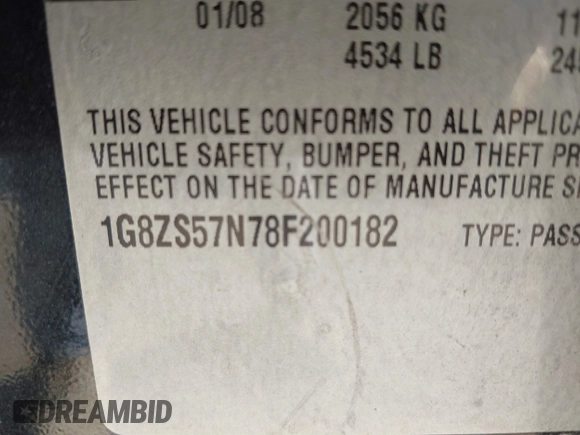 01/08 2056 KG
4534 LB
THIS VEHICLE CONFORMS TO ALL
VEHICLE SAFETY, BUMPER, AND THEFT
EFFECT ON THE DATE OF MANUFACTURE
1G8ZS57N78F200182 TYPE: PASS
DREAMBID